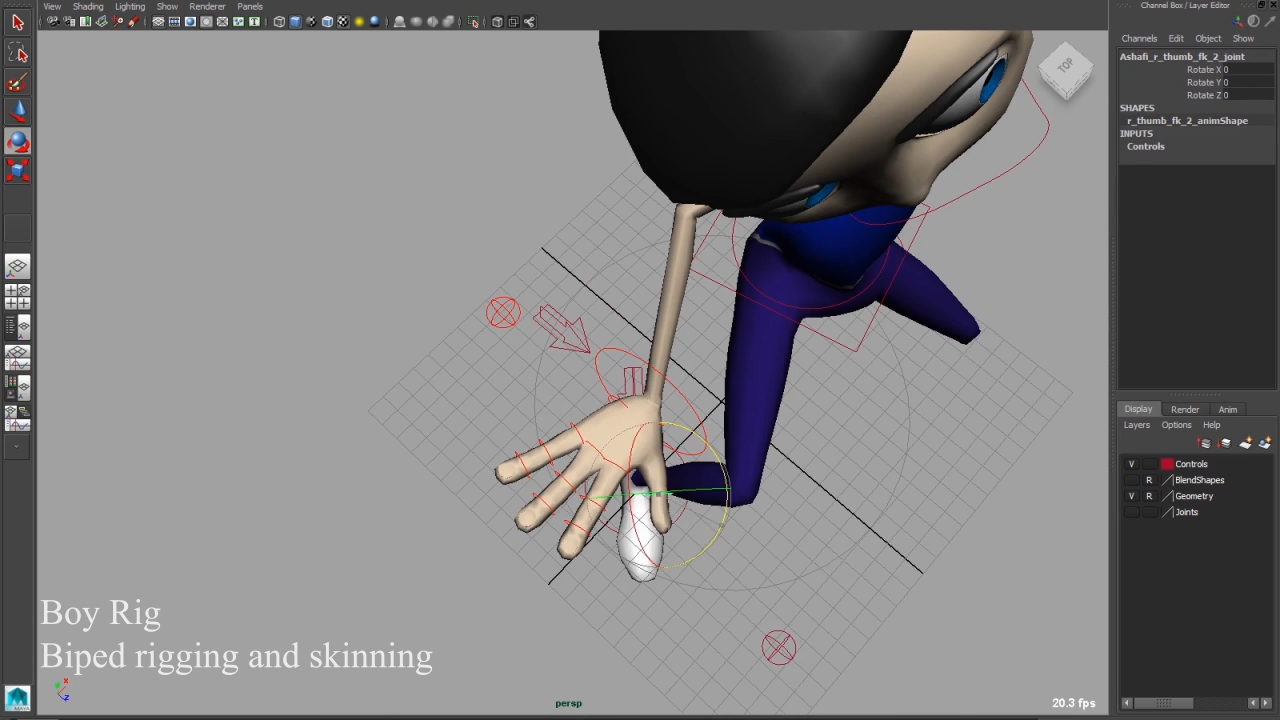 View Shading Lighting Show Renderer Panels
Channel Box / Layer Editor
Channels Edit Object Show
Ashafi_r_thumb_fk_2_joint
Rotate X 0
Rotate Y 0
Rotate Z 0
SHAPES
r_thumb_fk_2_animShape
INPUTS
Controls
TOP
Display Render Anim
Layers Options Help
V Controls
R BlendShapes
V R Geometry
Joints
Boy Rig
Biped rigging and skinning
x
z
MAYA
persp
20.3 fps